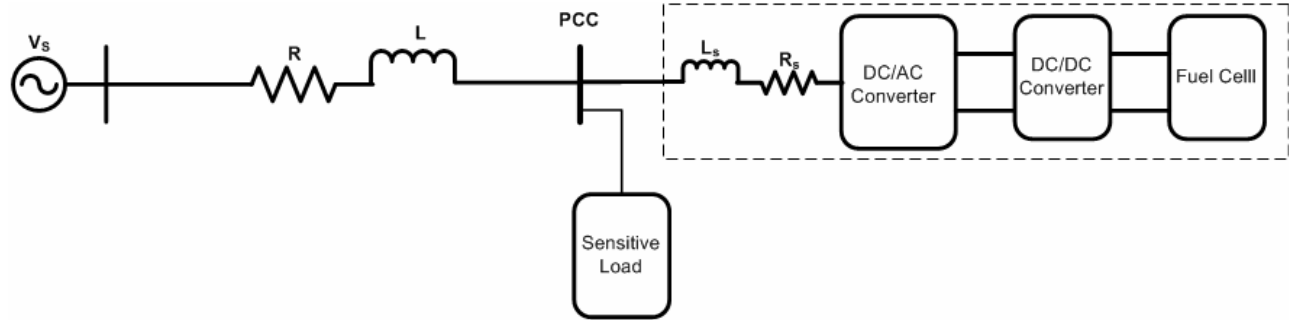 Vs
R
L
PCC
Ls
Rs
DC/AC
Converter
DC/DC
Converter
Fuel Celll
Sensitive
Load